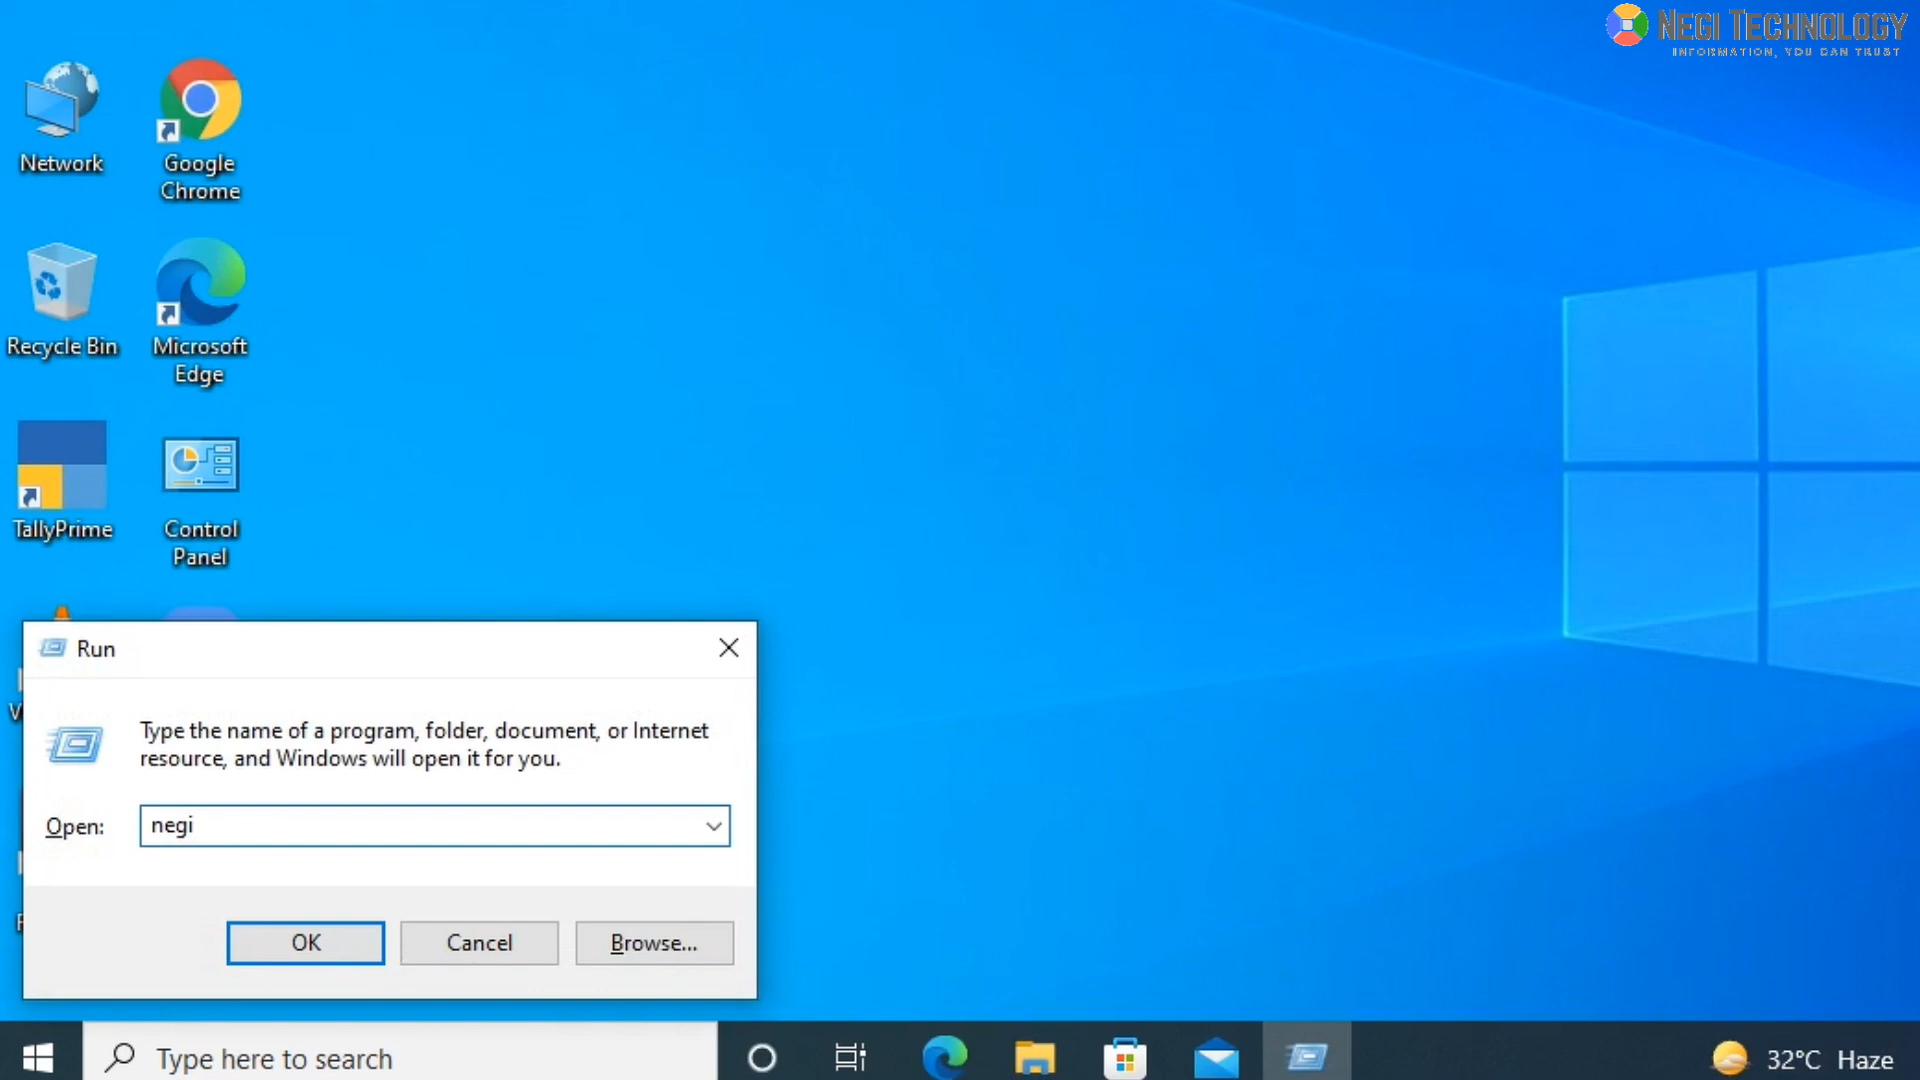 NEGI TECHNOLOGY
INFORMATION, YOU CAN TRUST
Network
Google
Chrome
Recycle Bin
Microsoft
Edge
TallyPrime
Control
Panel
Run
Type the name of a program, folder, document, or Internet
resource, and Windows will open it for you.
Open:
negi
OK
Cancel
Browse...
Type here to search
32°C Haze